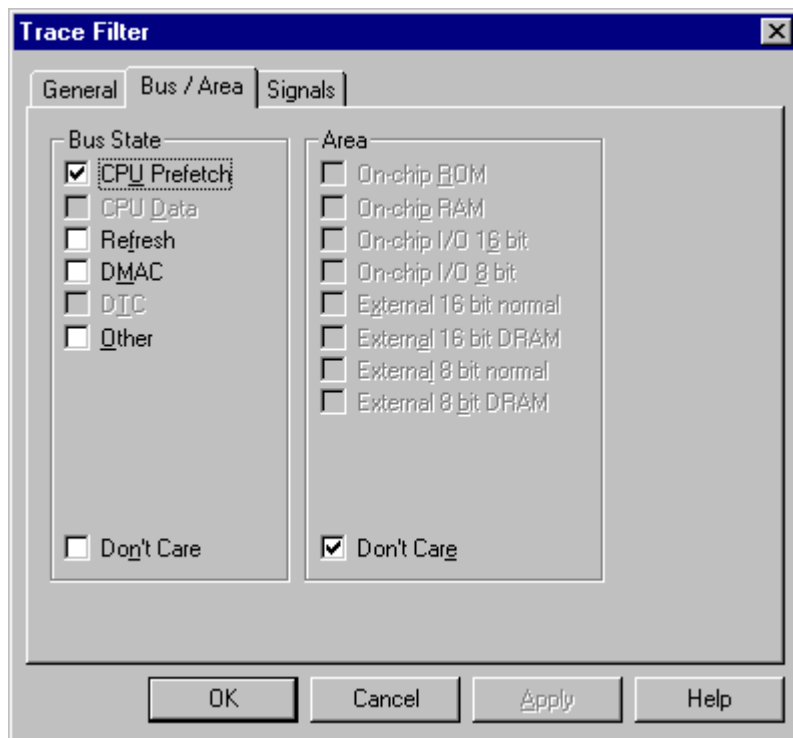 Trace Filter
General Bus / Area Signals
Bus State
CPU Prefetch
CPU Data
Refresh
DMAC
DTC
Other
Don't Care
Area
On-chip ROM
On-chip RAM
On-chip I/O 16 bit
On-chip I/O 8 bit
External 16 bit normal
External 16 bit DRAM
External 8 bit normal
External 8 bit DRAM
Don't Care
OK Cancel Apply Help